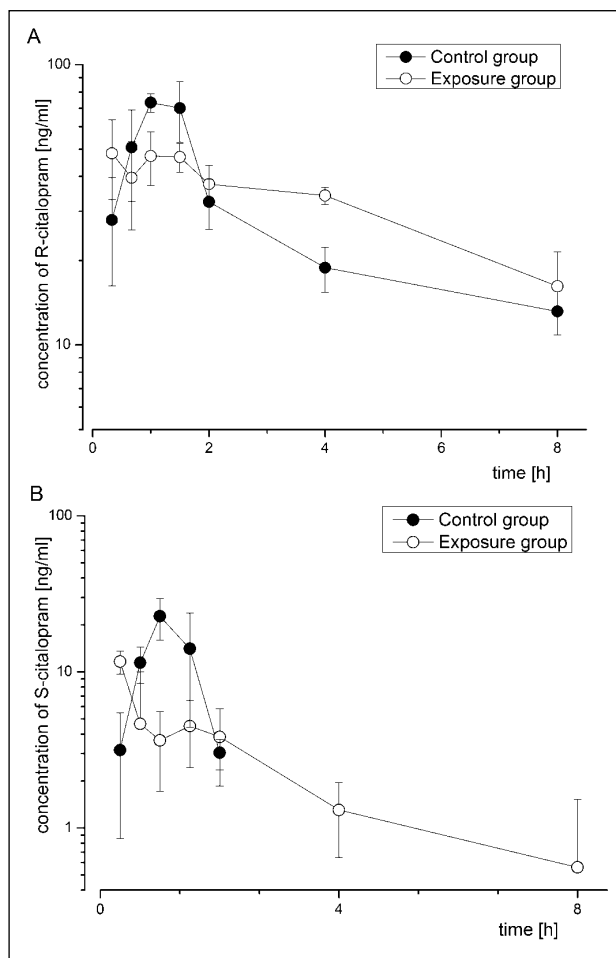 A
Control group
Exposure group
concentration of R-citalopram [ng/ml]
100
10
0 2 4 8
time [h]
B
Control group
Exposure group
concentration of S-citalopram [ng/ml]
100
10
1
0 4 8
time [h]